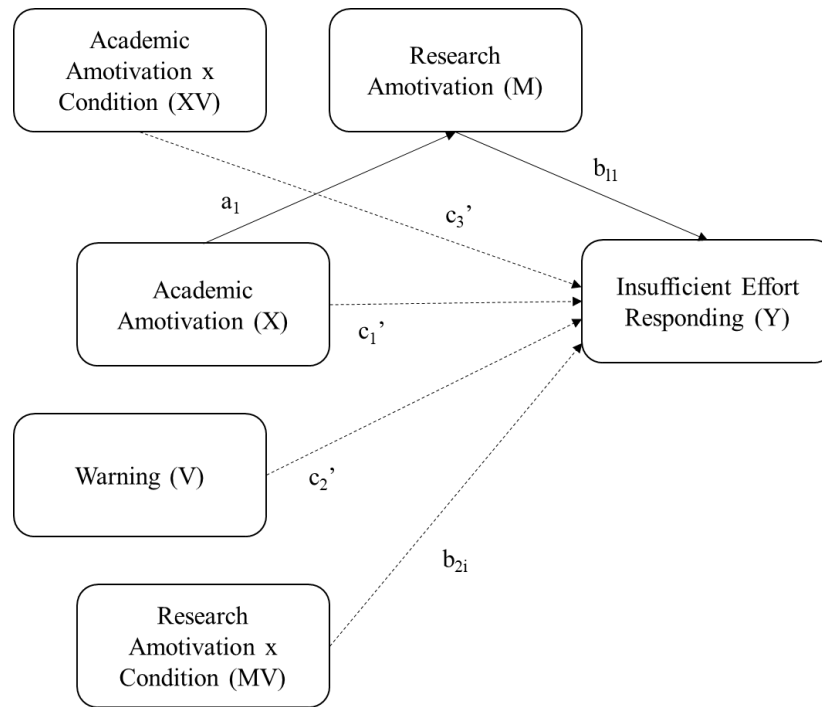 Academic
Amotivation x
Condition (XV)
Research
Amotivation (M)
a₁
b₁₁
c₃’
Academic
Amotivation (X)
c₁’
Insufficient Effort
Responding (Y)
Warning (V)
c₂’
b₂ᵢ
Research
Amotivation x
Condition (MV)